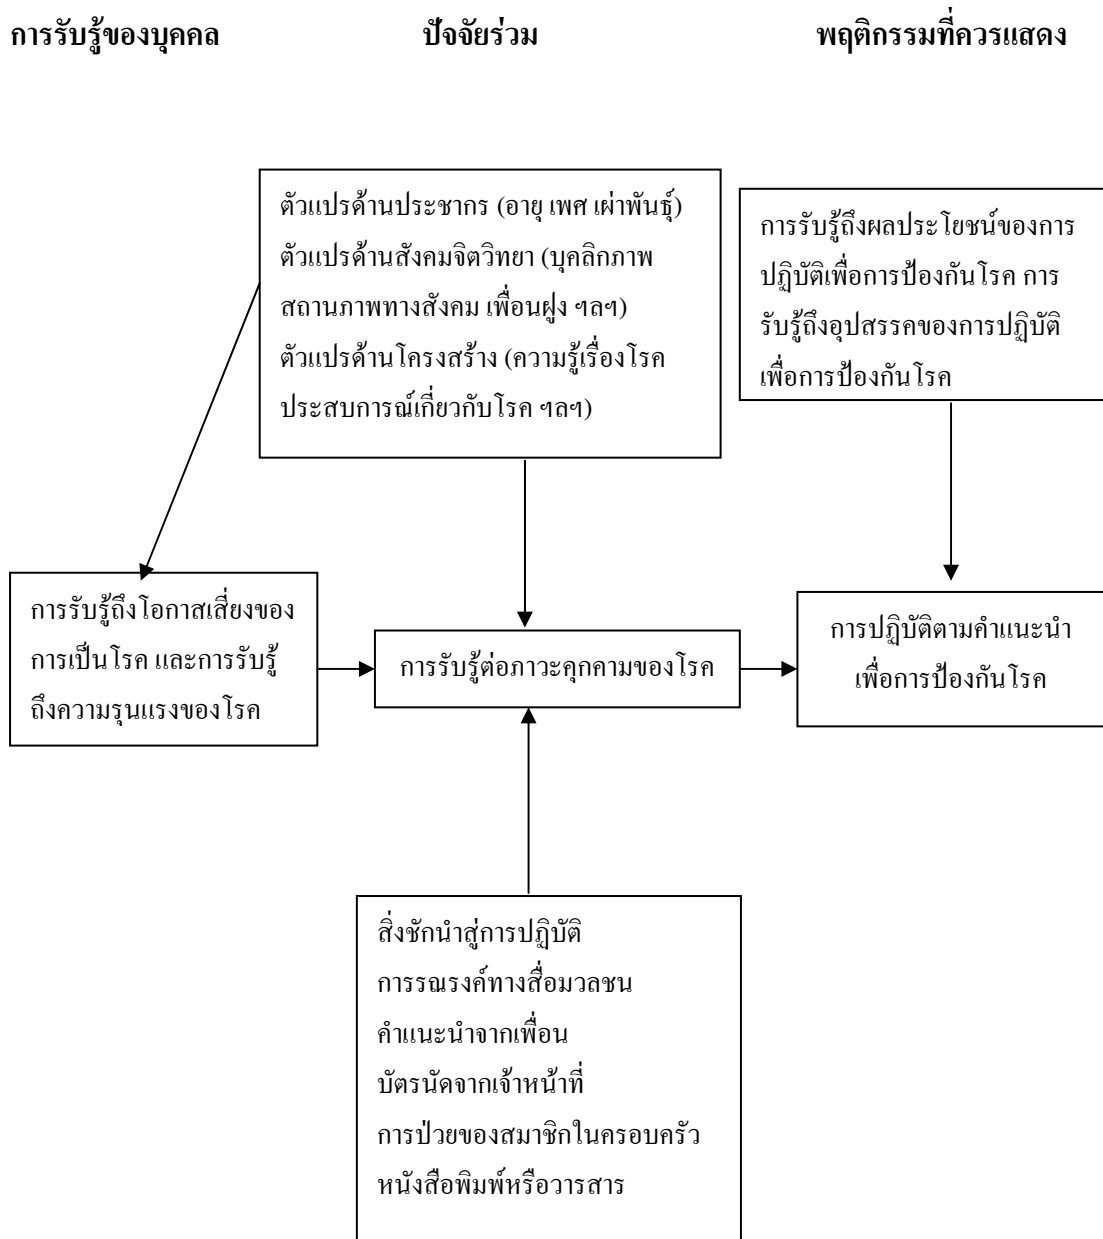 การรับรู้ของบุคคล
ปัจจัยร่วม
พฤติกรรมที่ควรแสดง
ตัวแปรด้านประชากร (อายุ เพศ เผ่าพันธุ์)
ตัวแปรด้านสังคมจิตวิทยา (บุคลิกภาพ
สถานภาพทางสังคม เพื่อนฝูง ฯลฯ)
ตัวแปรด้านโครงสร้าง (ความรู้เรื่องโรค
ประสบการณ์เกี่ยวกับโรค ฯลฯ)
การรับรู้ถึงผลประโยชน์ของการ
ปฏิบัติเพื่อการป้องกันโรค การ
รับรู้ถึงอุปสรรคของการปฏิบัติ
เพื่อการป้องกันโรค
การรับรู้ถึงโอกาสเสี่ยงของ
การเป็นโรค และการรับรู้
ถึงความรุนแรงของโรค
การรับรู้ต่อภาวะคุกคามของโรค
การปฏิบัติตามคำแนะนำ
เพื่อการป้องกันโรค
สิ่งชักนำสู่การปฏิบัติ
การรณรงค์ทางสื่อมวลชน
คำแนะนำจากเพื่อน
บัตรนัดจากเจ้าหน้าที่
การป่วยของสมาชิกในครอบครัว
หนังสือพิมพ์หรือวารสาร